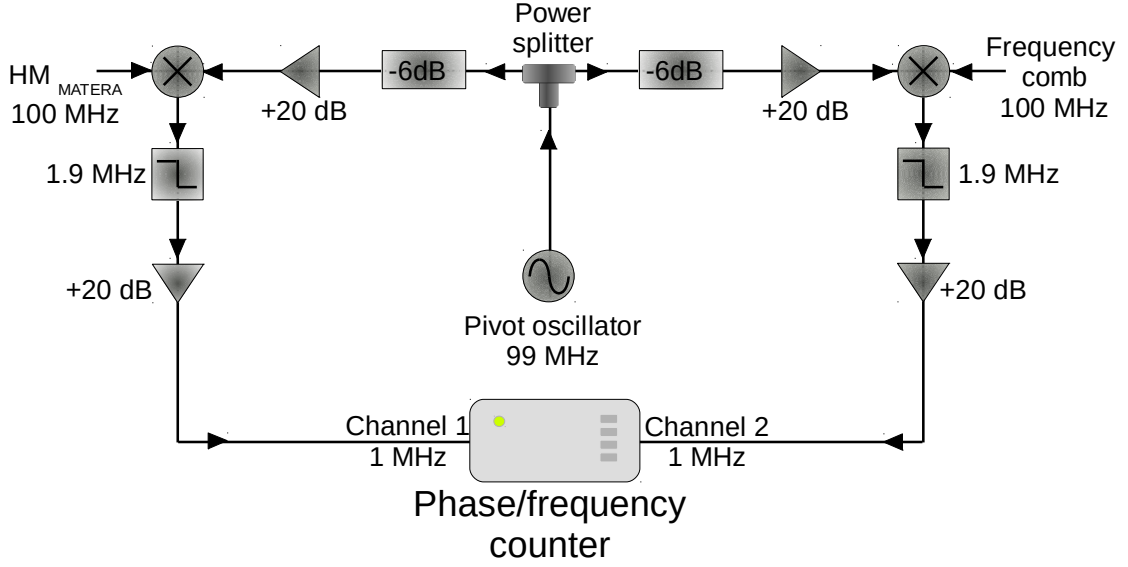 Power
splitter
HM MATERA
100 MHz
+20 dB
-6dB
-6dB
+20 dB
Frequency
comb
100 MHz
1.9 MHz
1.9 MHz
+20 dB
+20 dB
Pivot oscillator
99 MHz
Channel 1
1 MHz
Channel 2
1 MHz
Phase/frequency
counter